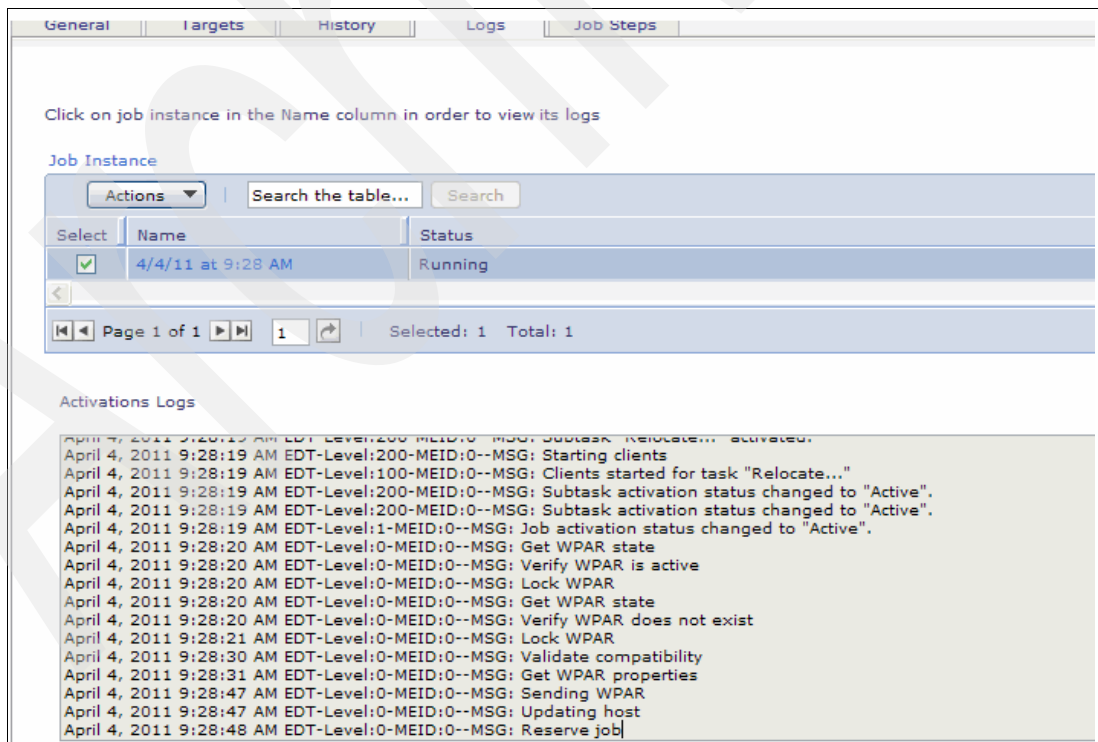 General Targets History Logs Job Steps
Click on job instance in the Name column in order to view its logs
Job Instance
Actions Search the table... Search
Select Name Status
4/4/11 at 9:28 AM Running
Page 1 of 1 1 Selected: 1 Total: 1
Activations Logs
April 4, 2011 9:28:19 AM EDT-Level:200-MEID:0--MSG: Subtask "Relocate..." activated.
April 4, 2011 9:28:19 AM EDT-Level:200-MEID:0--MSG: Starting clients
April 4, 2011 9:28:19 AM EDT-Level:100-MEID:0--MSG: Clients started for task "Relocate..."
April 4, 2011 9:28:19 AM EDT-Level:200-MEID:0--MSG: Subtask activation status changed to "Active".
April 4, 2011 9:28:19 AM EDT-Level:200-MEID:0--MSG: Subtask activation status changed to "Active".
April 4, 2011 9:28:19 AM EDT-Level:1-MEID:0--MSG: Job activation status changed to "Active".
April 4, 2011 9:28:20 AM EDT-Level:0-MEID:0--MSG: Get WPAR state
April 4, 2011 9:28:20 AM EDT-Level:0-MEID:0--MSG: Verify WPAR is active
April 4, 2011 9:28:20 AM EDT-Level:0-MEID:0--MSG: Lock WPAR
April 4, 2011 9:28:20 AM EDT-Level:0-MEID:0--MSG: Get WPAR state
April 4, 2011 9:28:20 AM EDT-Level:0-MEID:0--MSG: Verify WPAR does not exist
April 4, 2011 9:28:21 AM EDT-Level:0-MEID:0--MSG: Lock WPAR
April 4, 2011 9:28:30 AM EDT-Level:0-MEID:0--MSG: Validate compatibility
April 4, 2011 9:28:31 AM EDT-Level:0-MEID:0--MSG: Get WPAR properties
April 4, 2011 9:28:47 AM EDT-Level:0-MEID:0--MSG: Sending WPAR
April 4, 2011 9:28:47 AM EDT-Level:0-MEID:0--MSG: Updating host
April 4, 2011 9:28:48 AM EDT-Level:0-MEID:0--MSG: Reserve job